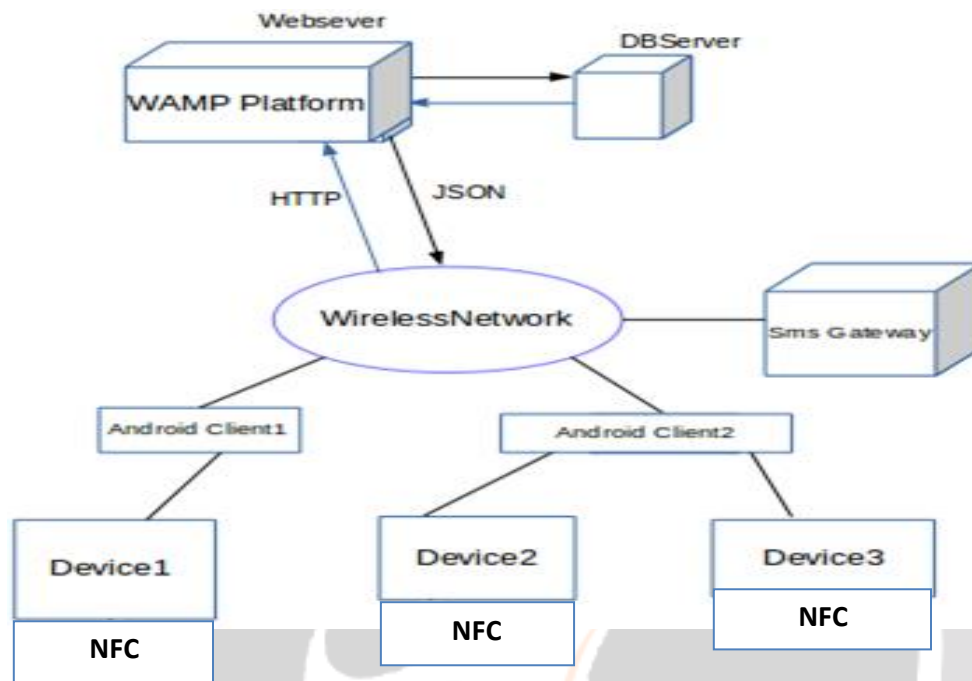 Websever
DBServer
WAMP Platform
HTTP
JSON
WirelessNetwork
Sms Gateway
Android Client1
Android Client2
Device1
Device2
Device3
NFC
NFC
NFC